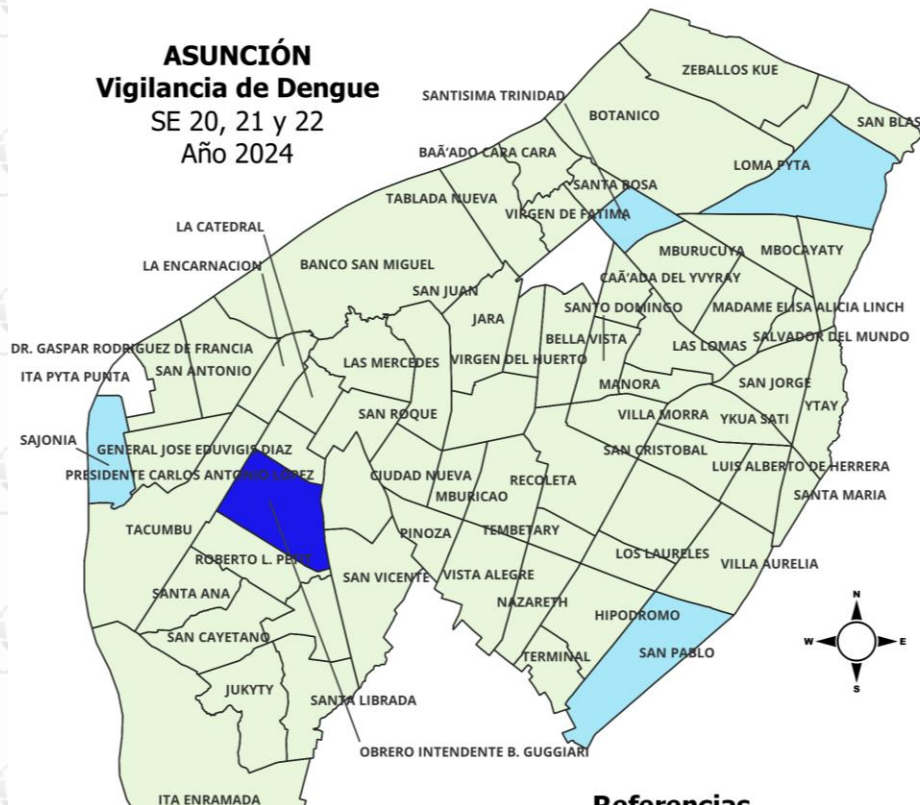 ASUNCIÓN
Vigilancia de Dengue
SE 20, 21 y 22
Año 2024
ZEBALLOS KUE
SANTISIMA TRINIDAD
BOTANICO
SAN BLAS
BAÃ'ADO CARA CARA
LOMA PYTA
SANTA ROSA
TABLADA NUEVA
VIRGEN DE FATIMA
LA CATEDRAL
MBURUCUYA
MBOCAYATY
LA ENCARNACION
BANCO SAN MIGUEL
CAÃ'ADA DEL YVYRAY
SAN JUAN
SANTO DOMINGO
MADAME ELISA ALICIA LINCH
JARA
BELLA VISTA
SALVADOR DEL MUNDO
DR. GASPAR RODRIGUEZ DE FRANCIA
LAS LOMAS
LAS MERCEDES
VIRGEN DEL HUERTO
SAN ANTONIO
ITA PYTA PUNTA
MANORA
SAN JORGE
YTAY
SAN ROQUE
VILLA MORRA
YKUA SATI
SAJONIA
GENERAL JOSE EDUVIGIS DIAZ
SAN CRISTOBAL
LUIS ALBERTO DE HERRERA
PRESIDENTE CARLOS ANTONIO LOPEZ
CIUDAD NUEVA
RECOLETA
MBURICAO
SANTA MARIA
TACUMBU
PINOZA
TEMBETARY
LOS LAURELES
ROBERTO L. PETIT
VILLA AURELIA
SAN VICENTE
VISTA ALEGRE
SANTA ANA
NAZARETH
HIPODROMO
SAN CAYETANO
TERMINAL
SAN PABLO
JUKYTY
SANTA LIBRADA
OBRERO INTENDENTE B. GUGGIARI
ITA ENRAMADA
N
W
E
S
Referencias